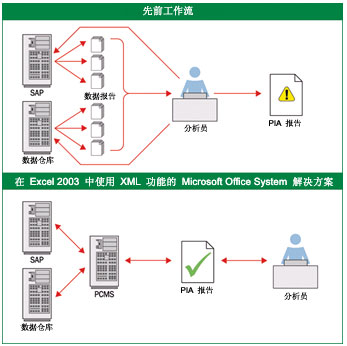 先前工作流
SAP
数据报告
数据仓库
分析员
PIA 报告
在 Excel 2003 中使用 XML 功能的 Microsoft Office System 解决方案
SAP
PCMS
PIA 报告
分析员
数据仓库